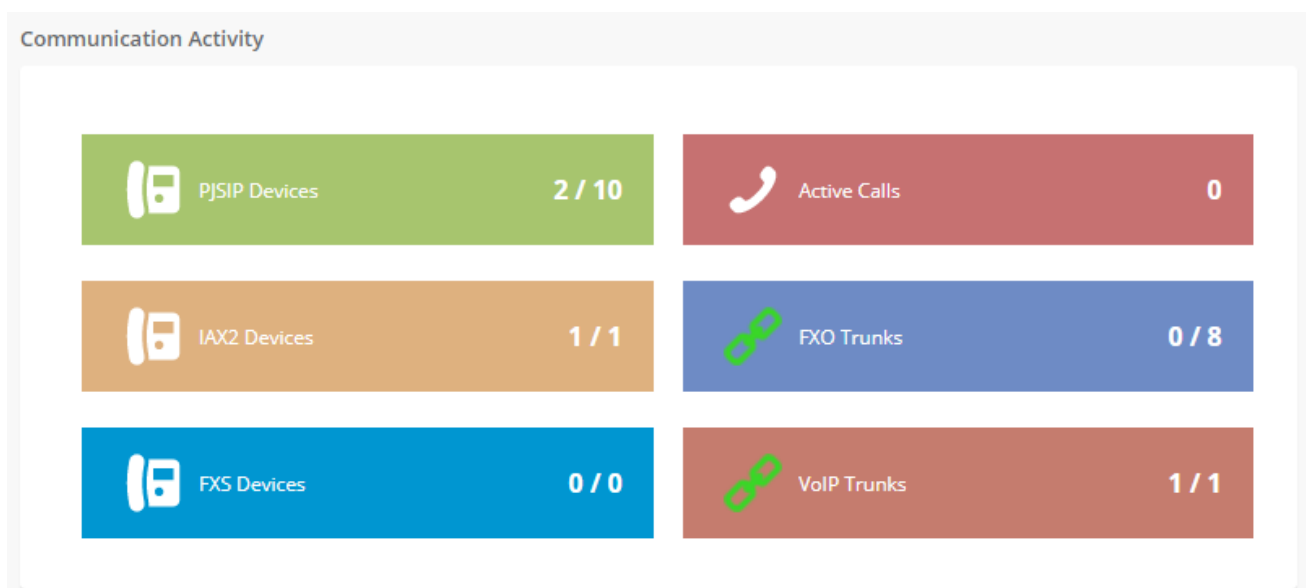 Communication Activity
PJSIP Devices 2 / 10
Active Calls 0
IAX2 Devices 1 / 1
FXO Trunks 0 / 8
FXS Devices 0 / 0
VoIP Trunks 1 / 1